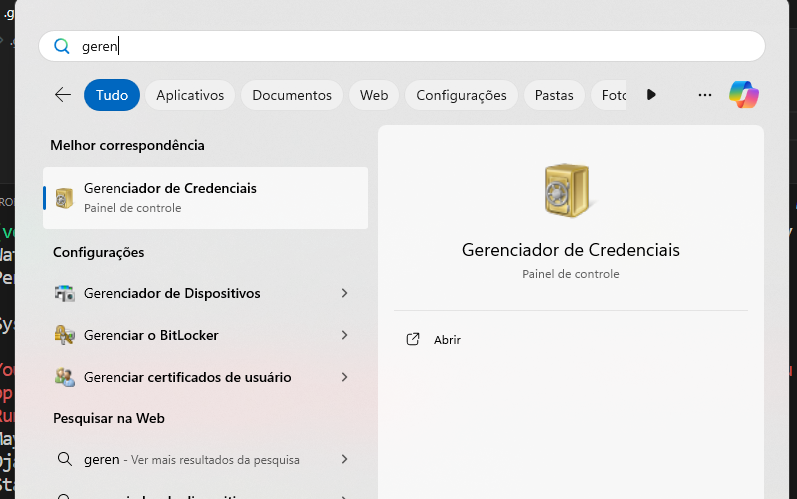 .g
geren
Tudo Aplicativos Documentos Web Configurações Pastas
Melhor correspondência
Gerenciador de Credenciais
Painel de controle
Gerenciador de Credenciais
Painel de controle
Abrir
Configurações
Gerenciador de Dispositivos
Gerenciar o BitLocker
Gerenciar certificados de usuário
Pesquisar na Web
geren - Ver mais resultados da pesquisa